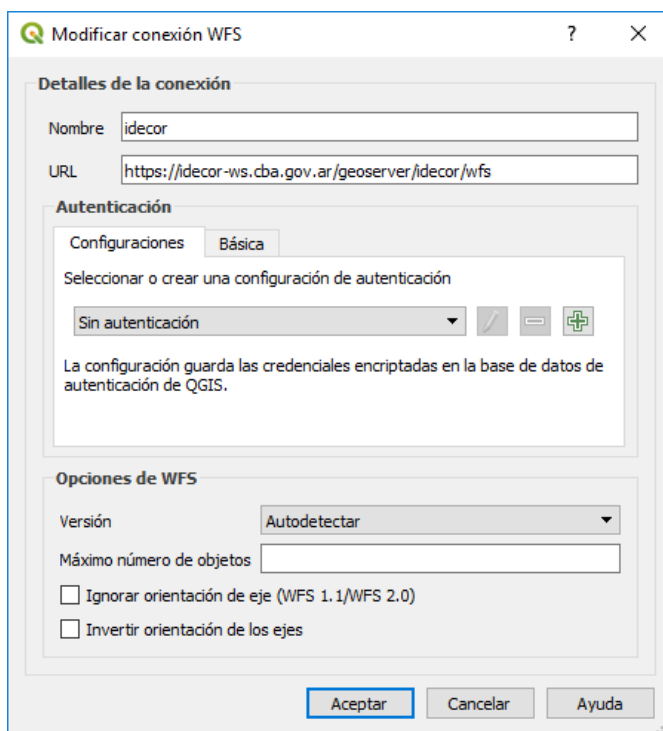 Modificar conexión WFS
Detalles de la conexión
Nombre idecor
URL https://idecor-ws.cba.gov.ar/geoserver/idecor/wfs
Autenticación
Configuraciones Básica
Seleccionar o crear una configuración de autenticación
Sin autenticación
La configuración guarda las credenciales encriptadas en la base de datos de
autenticación de QGIS.
Opciones de WFS
Versión Autodetectar
Máximo número de objetos
Ignorar orientación de eje (WFS 1.1/WFS 2.0)
Invertir orientación de los ejes
Aceptar Cancelar Ayuda